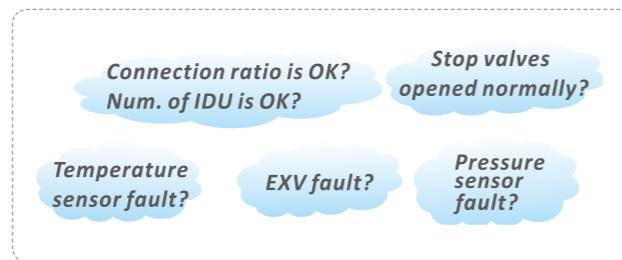 Connection ratio is OK?
Num. of IDU is OK?
Stop valves
opened normally?
Temperature
sensor fault?
EXV fault?
Pressure
sensor
fault?